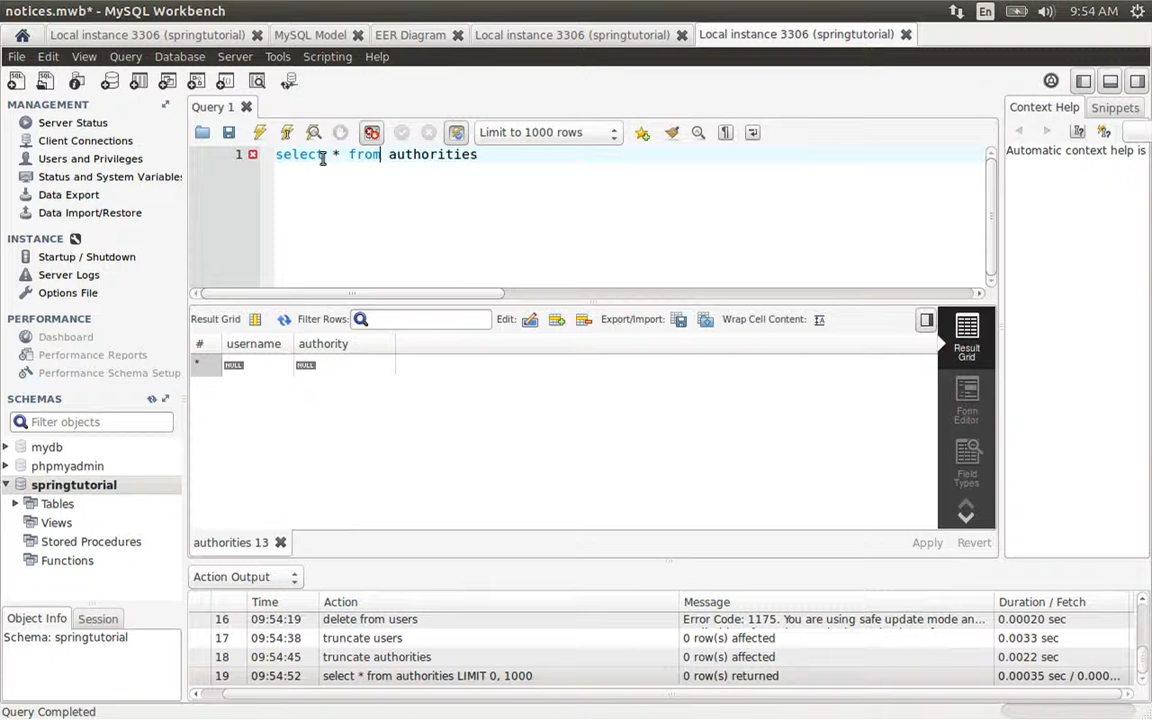 notices.mwb* - MySQL Workbench
En
9:54 AM
Local instance 3306 (springtutorial)
MySQL Model
EER Diagram
Local instance 3306 (springtutorial)
Local instance 3306 (springtutorial)
File Edit View Query Database Server Tools Scripting Help
MANAGEMENT
Server Status
Client Connections
Users and Privileges
Status and System Variables
Data Export
Data Import/Restore
INSTANCE
Startup / Shutdown
Server Logs
Options File
PERFORMANCE
Dashboard
Performance Reports
Performance Schema Setup
SCHEMAS
Filter objects
mydb
phpmyadmin
springtutorial
Tables
Views
Stored Procedures
Functions
Object Info Session
Schema: springtutorial
Query 1
Limit to 1000 rows
1 select * from authorities
Result Grid Filter Rows: Edit: Export/Import: Wrap Cell Content:
# username authority
* NULL NULL
Result
Grid
Form
Editor
Field
Types
authorities 13
Apply Revert
Context Help Snippets
Automatic context help is
Action Output
Time Action Message Duration / Fetch
16 09:54:19 delete from users Error Code: 1175. You are using safe update mode an... 0.00020 sec
17 09:54:38 truncate users 0 row(s) affected 0.0033 sec
18 09:54:45 truncate authorities 0 row(s) affected 0.0022 sec
19 09:54:52 select * from authorities LIMIT 0, 1000 0 row(s) returned 0.00035 sec / 0.000...
Query Completed